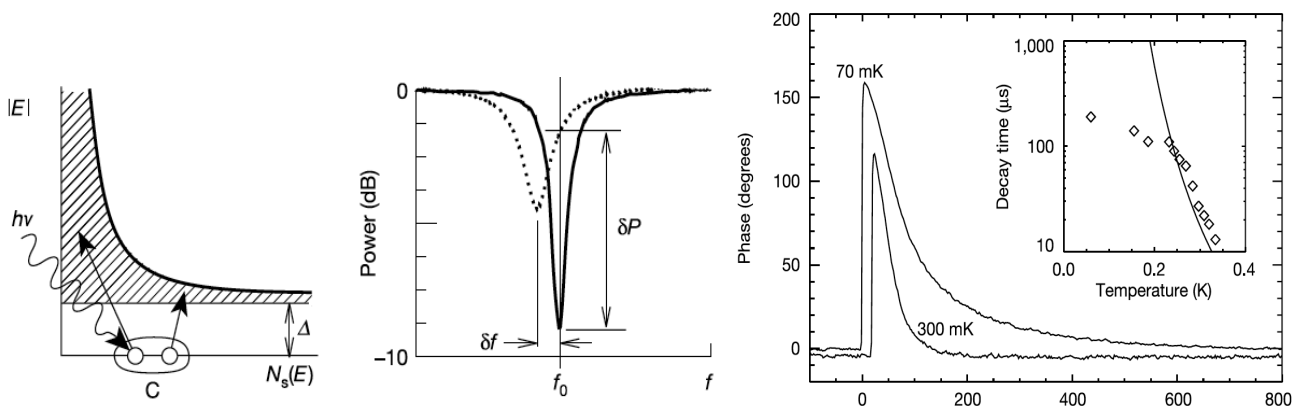 |E|
hν
Δ
N_s(E)
C
0
Power (dB)
−10
δP
δf
f₀
f
200
150
100
50
0
Phase (degrees)
70 mK
300 mK
0
200
400
600
800
1,000
100
10
Decay time (μs)
0.0
0.2
0.4
Temperature (K)